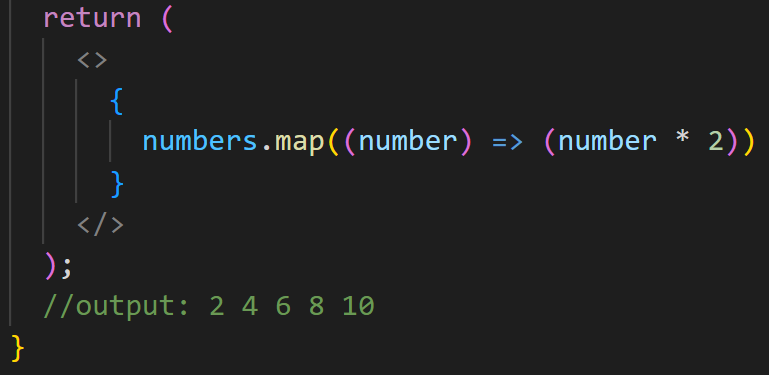 return (
<>
{
numbers.map((number) => (number * 2))
}
</>
);
//output: 2 4 6 8 10
}